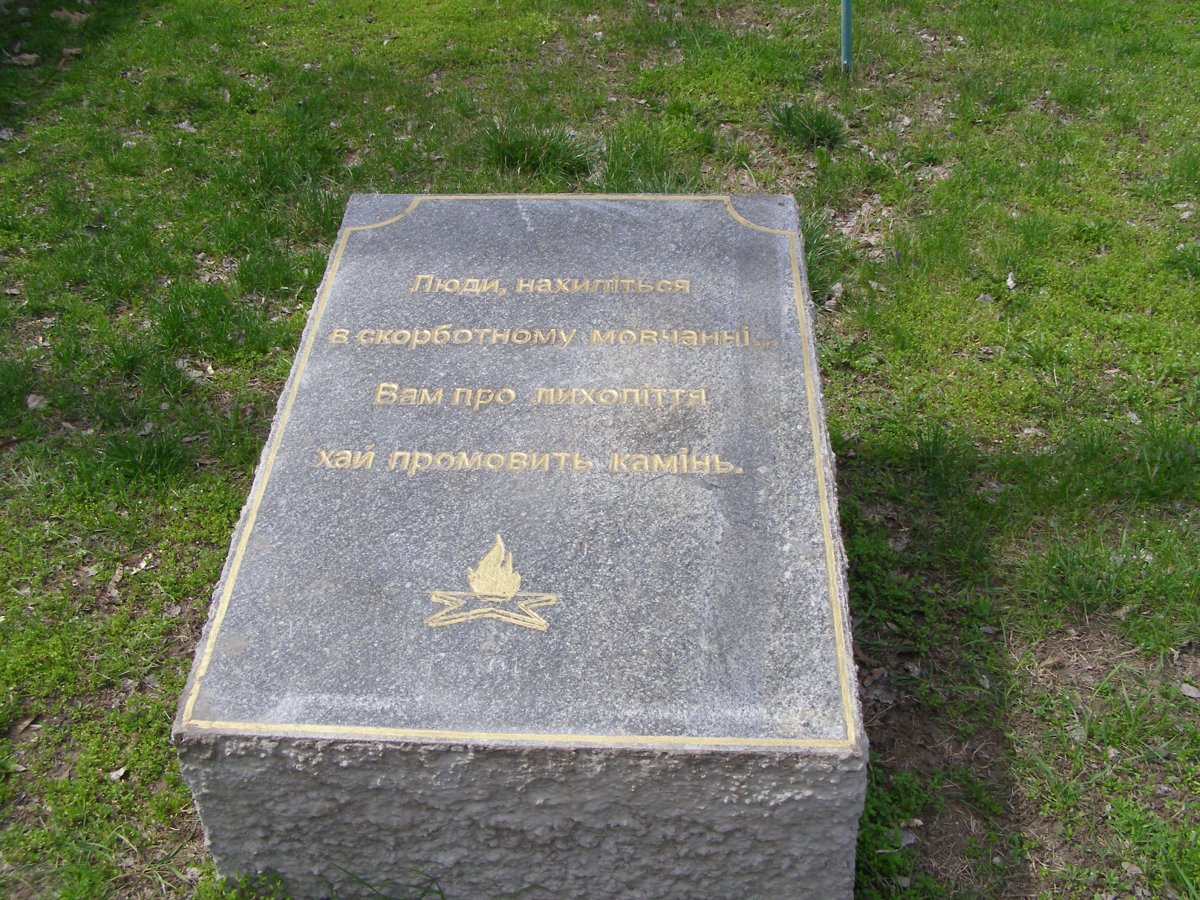 Люди, нахиліться
в скорботному мовчанні...
Вам про лихоліття
хай промовить камінь.